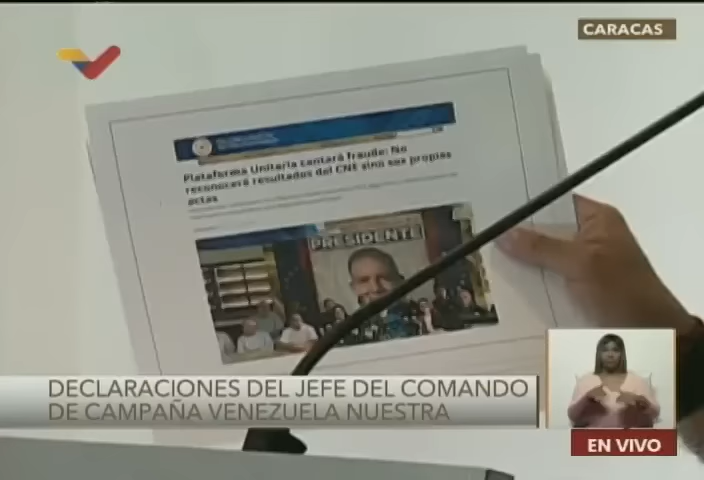 CARACAS
Plataforma Unitaria cantará fraude: No
reconocerá resultados del CNE sino sus propias
actas
PRESIDENTE
DECLARACIONES DEL JEFE DEL COMANDO
DE CAMPAÑA VENEZUELA NUESTRA
EN VIVO